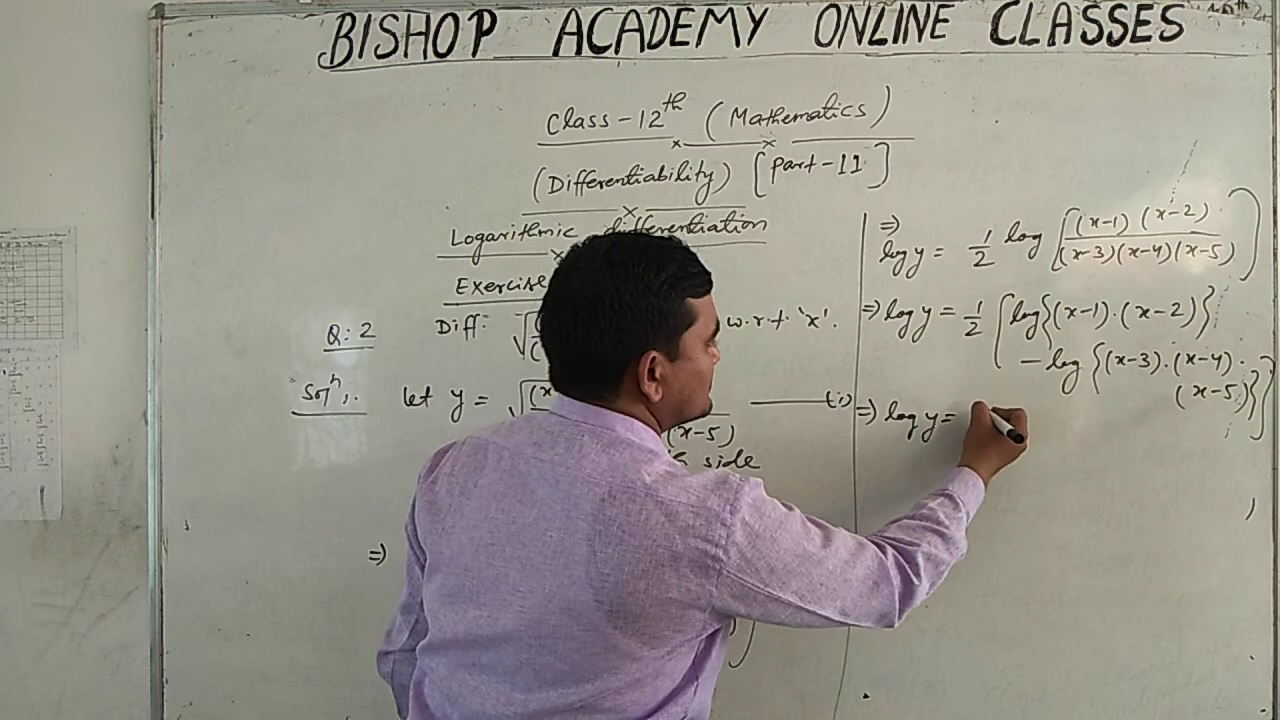 BISHOP ACADEMY ONLINE CLASSES
Class-12th (Mathematics)
(Differentiability) [Part-11]
Logarithmic differentiation
Exercise
Q:2 Diff: √ w.r.t 'x'.
Solⁿ:. let y = √(x (x-5) —— (i)
side
⇒
⇒
log y = 1/2 log [(x-1) (x-2) / (x-3)(x-4)(x-5)]
⇒ log y = 1/2 [log{(x-1).(x-2)}
- log {(x-3).(x-4).
(x-5)}]
⇒ log y =